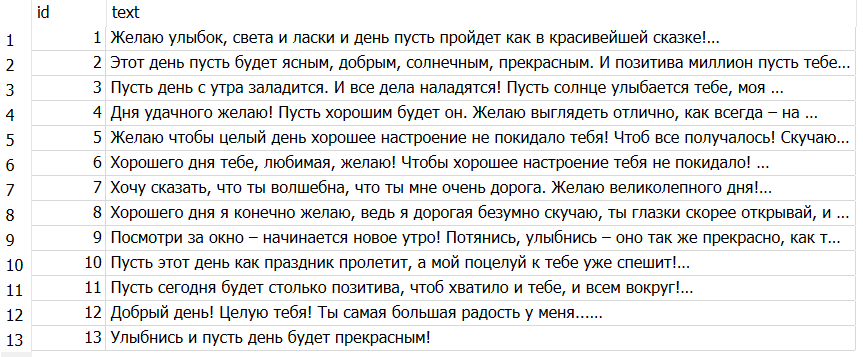 id text
1 1 Желаю улыбок, света и ласки и день пусть пройдет как в красивейшей сказке!...
2 2 Этот день пусть будет ясным, добрым, солнечным, прекрасным. И позитива миллион пусть тебе...
3 3 Пусть день с утра заладится. И все дела наладятся! Пусть солнце улыбается тебе, моя ...
4 4 Дня удачного желаю! Пусть хорошим будет он. Желаю выглядеть отлично, как всегда – на ...
5 5 Желаю чтобы целый день хорошее настроение не покидало тебя! Чтоб все получалось! Скучаю...
6 6 Хорошего дня тебе, любимая, желаю! Чтобы хорошее настроение тебя не покидало! ...
7 7 Хочу сказать, что ты волшебна, что ты мне очень дорога. Желаю великолепного дня!...
8 8 Хорошего дня я конечно желаю, ведь я дорогая безумно скучаю, ты глазки скорее открывай, и ...
9 9 Посмотри за окно – начинается новое утро! Потянись, улыбнись – оно так же прекрасно, как т...
10 10 Пусть этот день как праздник пролетит, а мой поцелуй к тебе уже спешит!...
11 11 Пусть сегодня будет столько позитива, чтоб хватило и тебе, и всем вокруг!...
12 12 Добрый день! Целую тебя! Ты самая большая радость у меня......
13 13 Улыбнись и пусть день будет прекрасным!